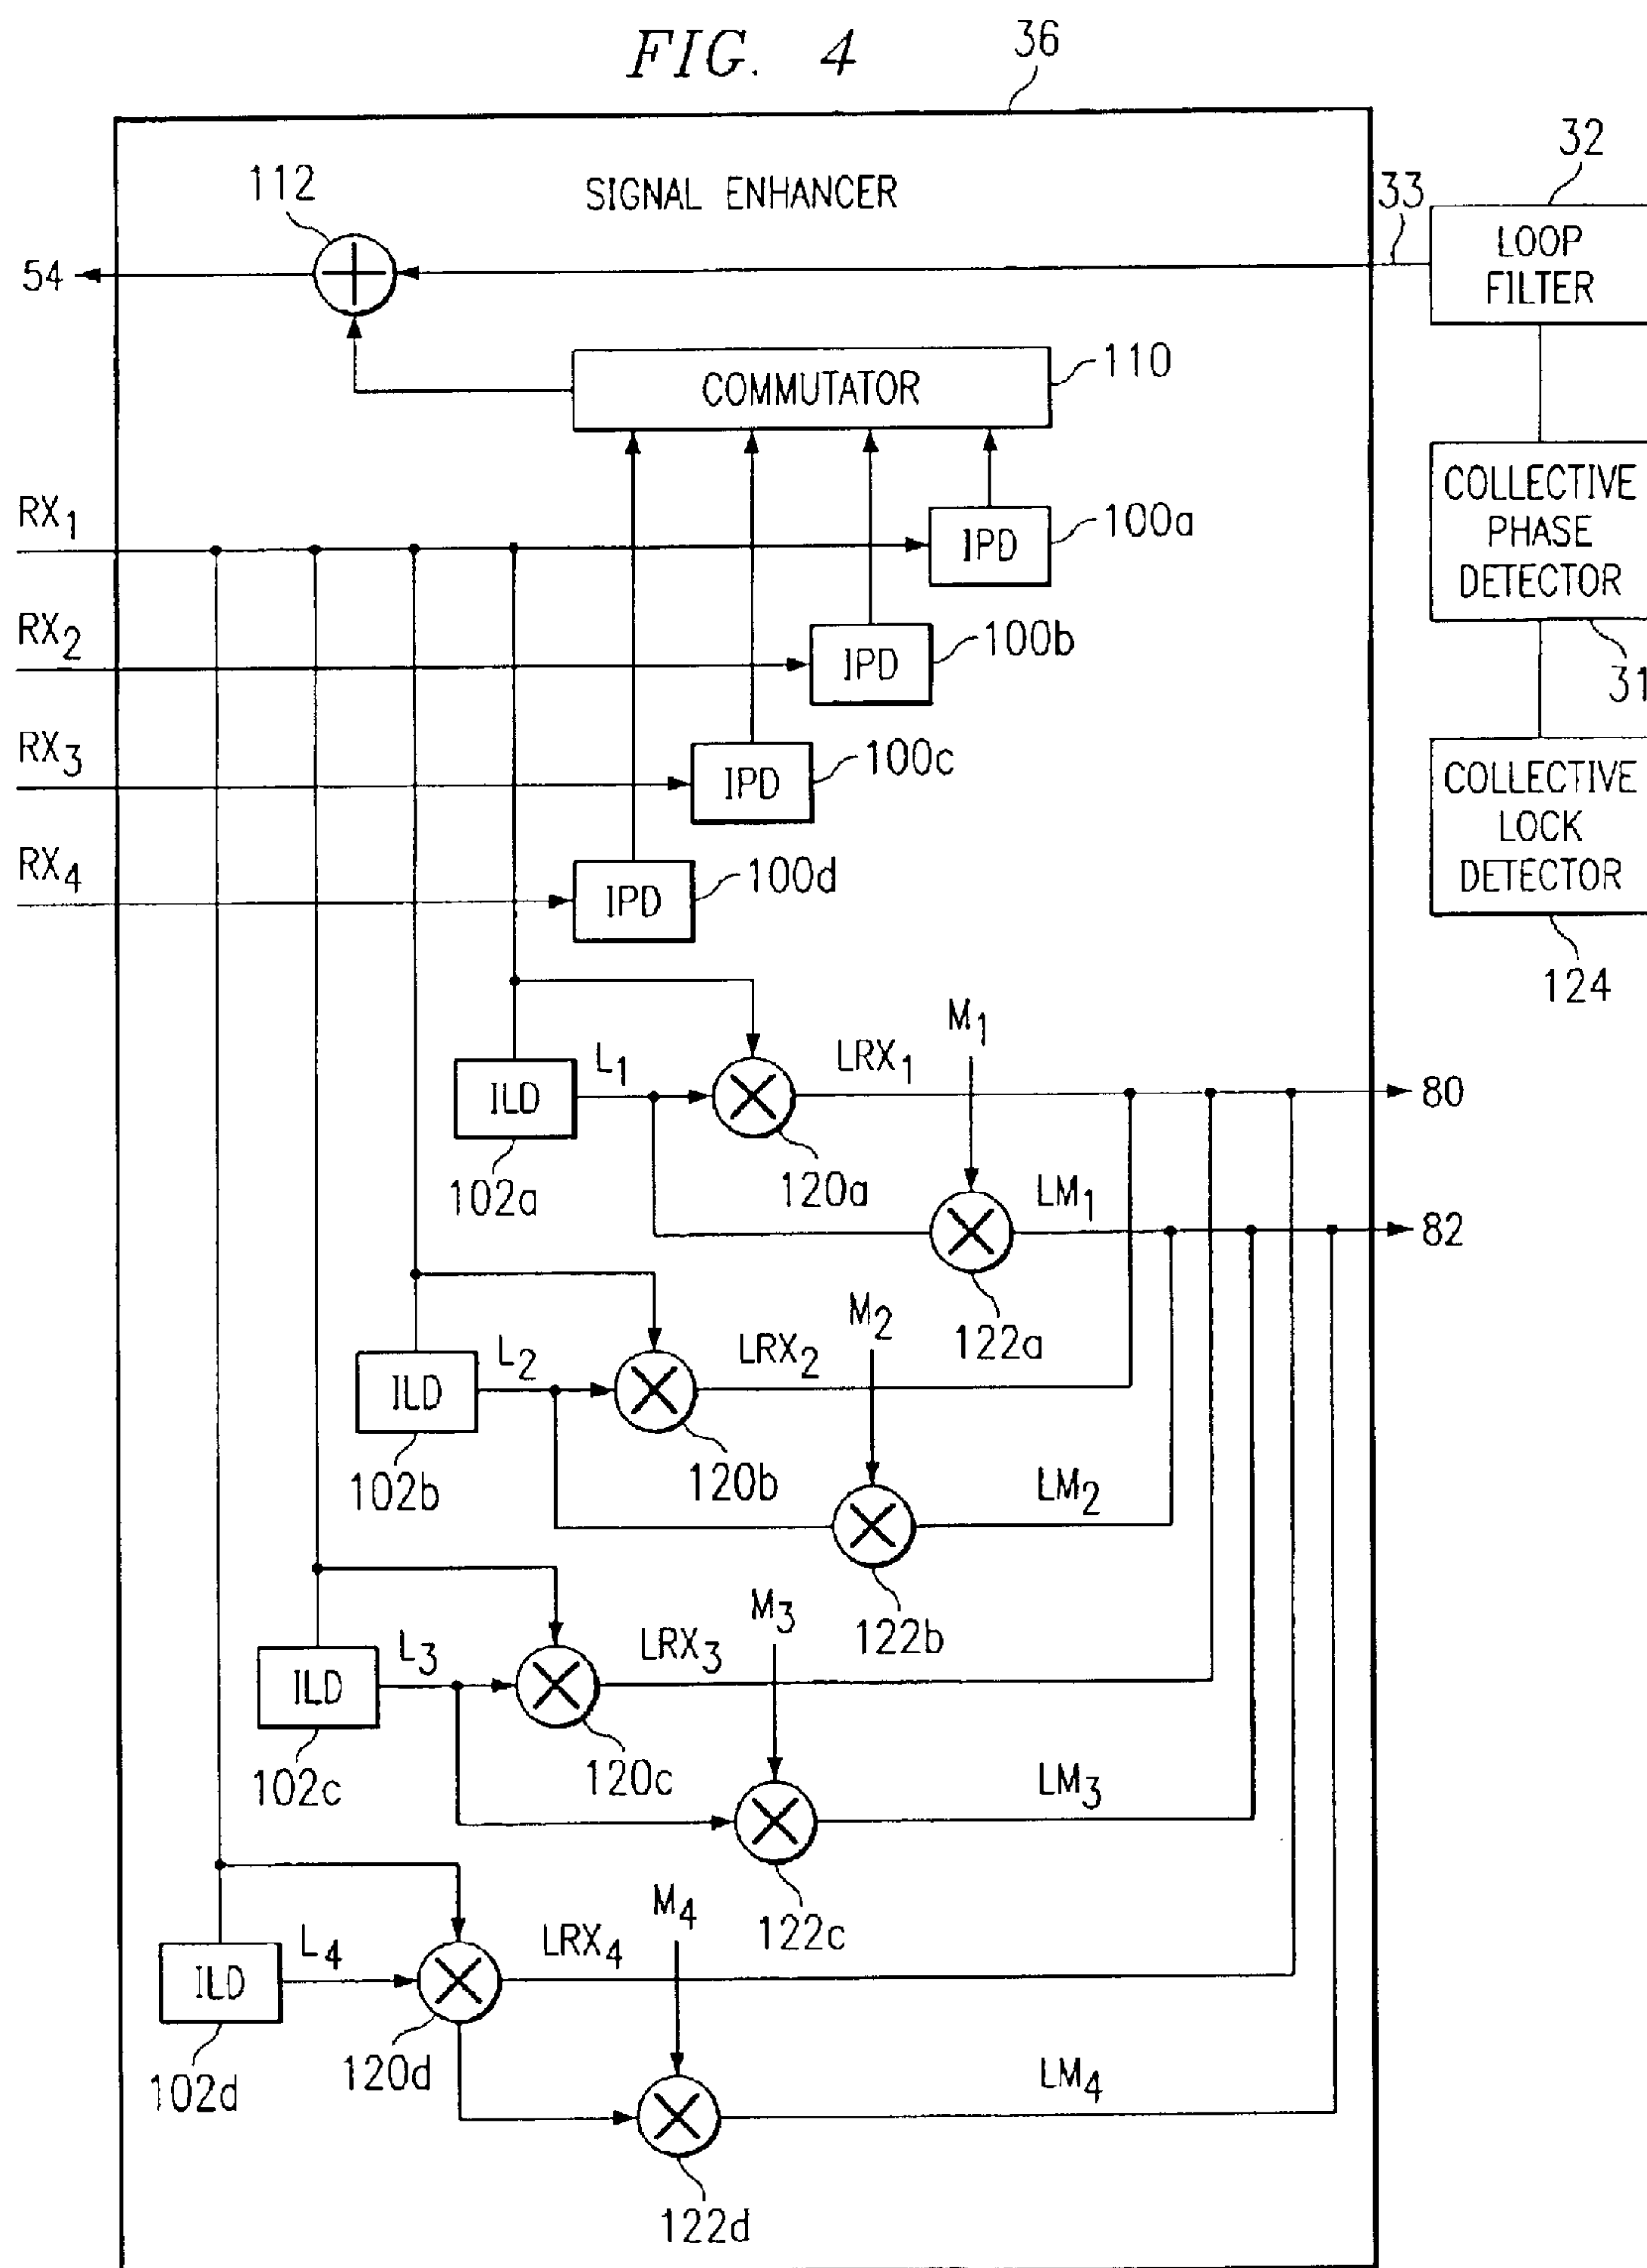 FIG. 4
36
112
SIGNAL ENHANCER
33
32
54
LOOP
FILTER
COMMUTATOR
110
COLLECTIVE
PHASE
DETECTOR
31
RX1
IPD
100a
RX2
IPD
100b
RX3
IPD
100c
COLLECTIVE
LOCK
DETECTOR
124
RX4
IPD
100d
M1
L1
LRX1
ILD
80
102a
120a
LM1
82
M2
122a
L2
LRX2
ILD
102b
120b
LM2
M3
122b
L3
LRX3
ILD
102c
120c
LM3
M4
122c
L4
LRX4
ILD
102d
120d
LM4
122d